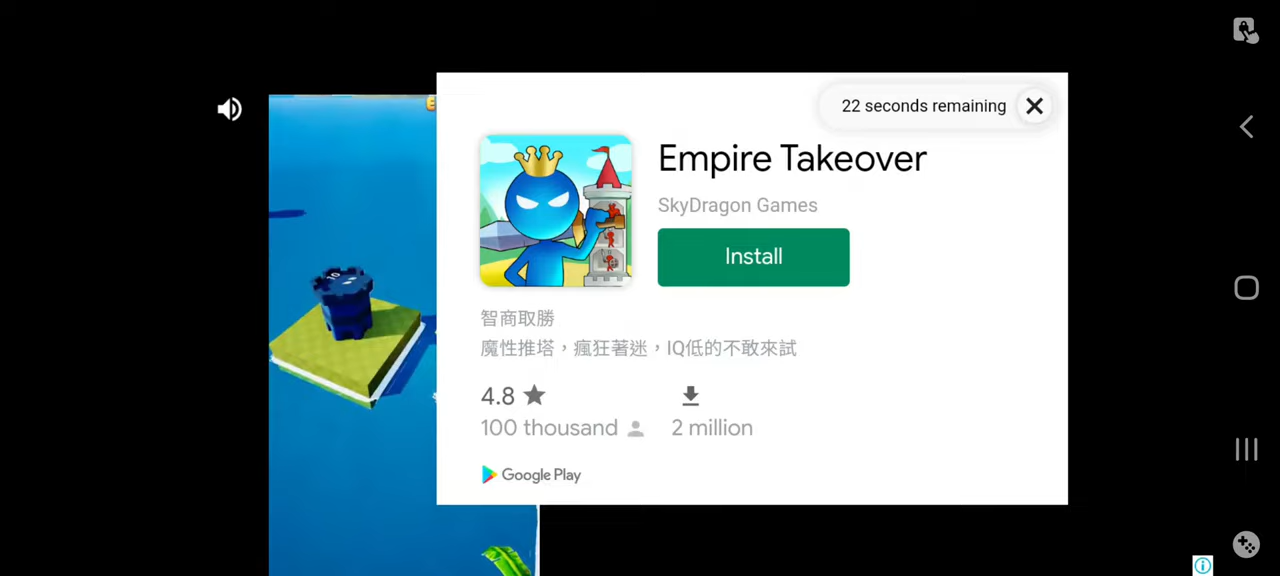 22 seconds remaining
Empire Takeover
SkyDragon Games
Install
智商取勝
魔性推塔，瘋狂著迷，IQ低的不敢來試
4.8
100 thousand
2 million
Google Play